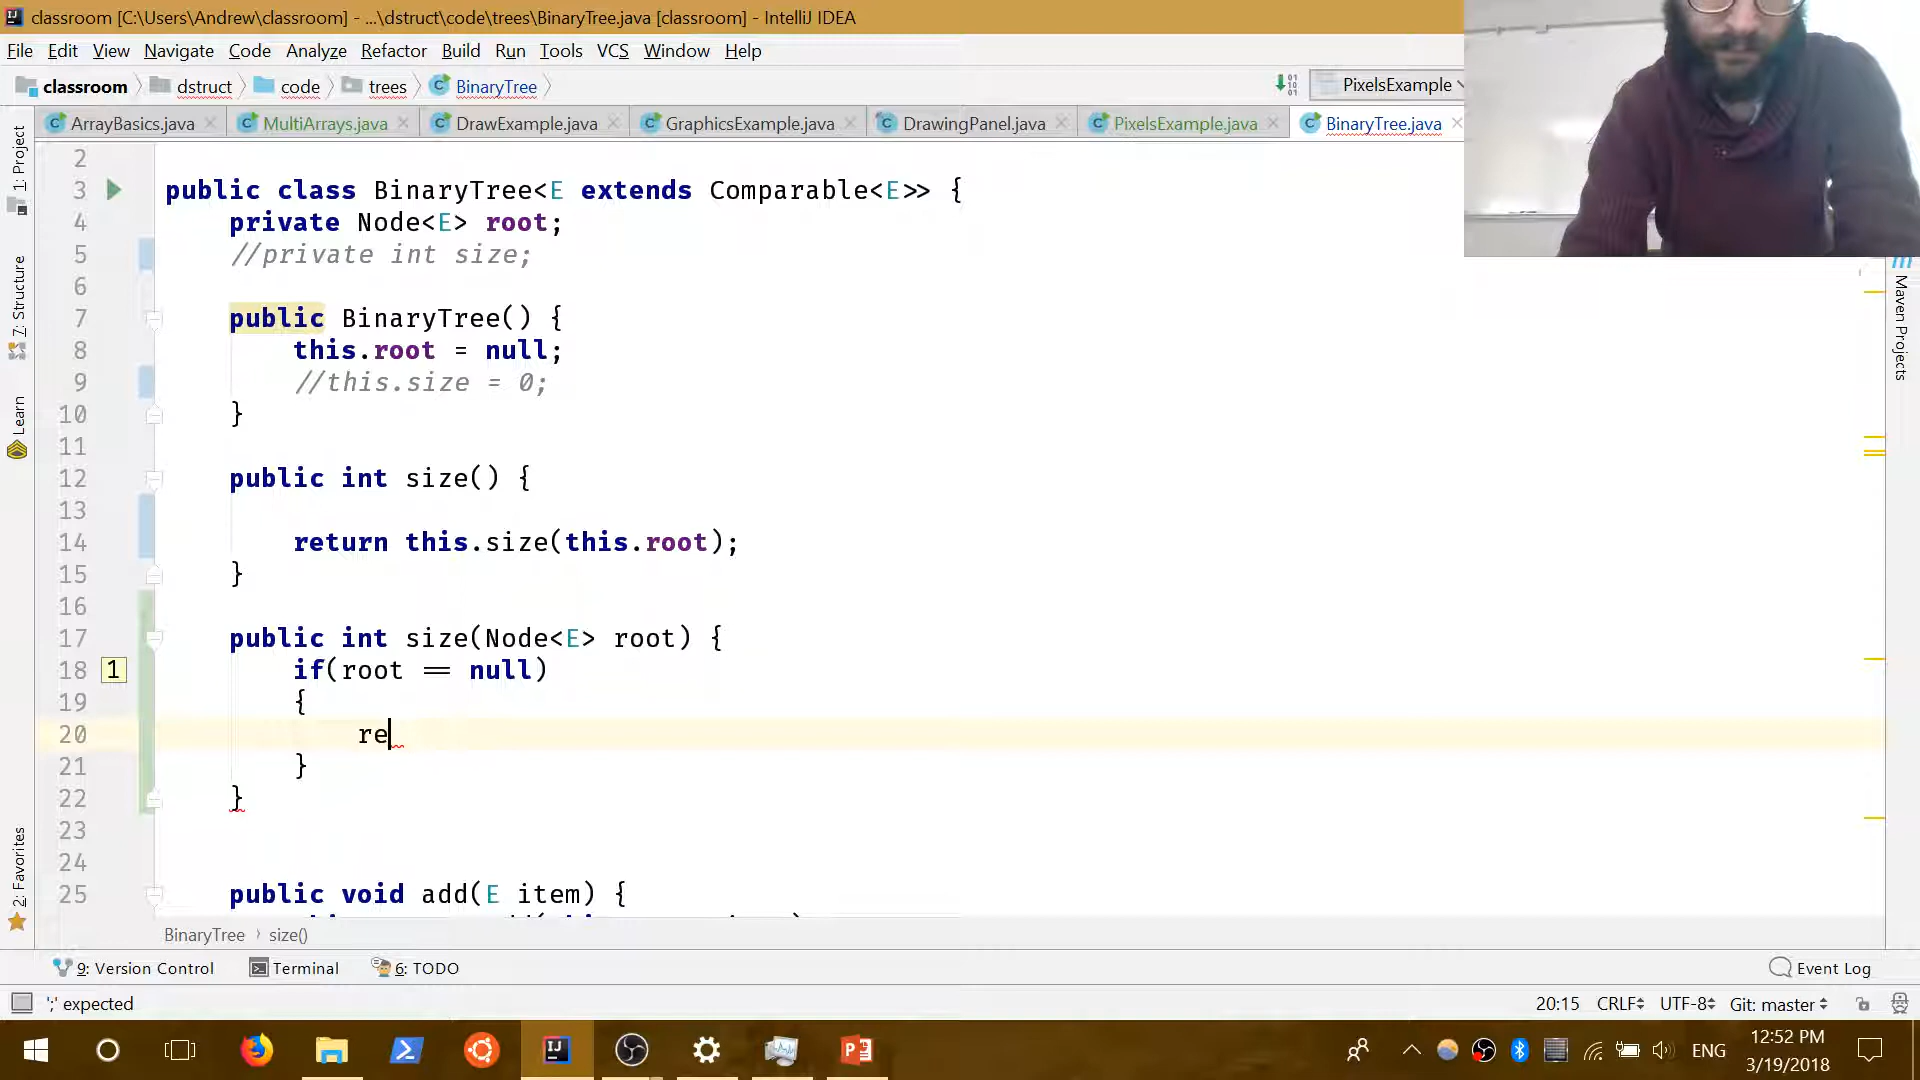 classroom [C:\Users\Andrew\classroom] - ...\dstruct\code\trees\BinaryTree.java [classroom] - IntelliJ IDEA
File Edit View Navigate Code Analyze Refactor Build Run Tools VCS Window Help
classroom dstruct code trees BinaryTree PixelsExample
ArrayBasics.java MultiArrays.java DrawExample.java GraphicsExample.java DrawingPanel.java PixelsExample.java BinaryTree.java
1: Project
7: Structure
Learn
2: Favorites
Maven Projects
2
3 public class BinaryTree<E extends Comparable<E>> {
4 private Node<E> root;
5 //private int size;
6
7 public BinaryTree() {
8 this.root = null;
9 //this.size = 0;
10 }
11
12 public int size() {
13
14 return this.size(this.root);
15 }
16
17 public int size(Node<E> root) {
18 1 if(root == null)
19 {
20 re
21 }
22 }
23
24
25 public void add(E item) {
BinaryTree › size()
9: Version Control Terminal 6: TODO Event Log
';' expected 20:15 CRLF UTF-8 Git: master
ENG 12:52 PM
3/19/2018